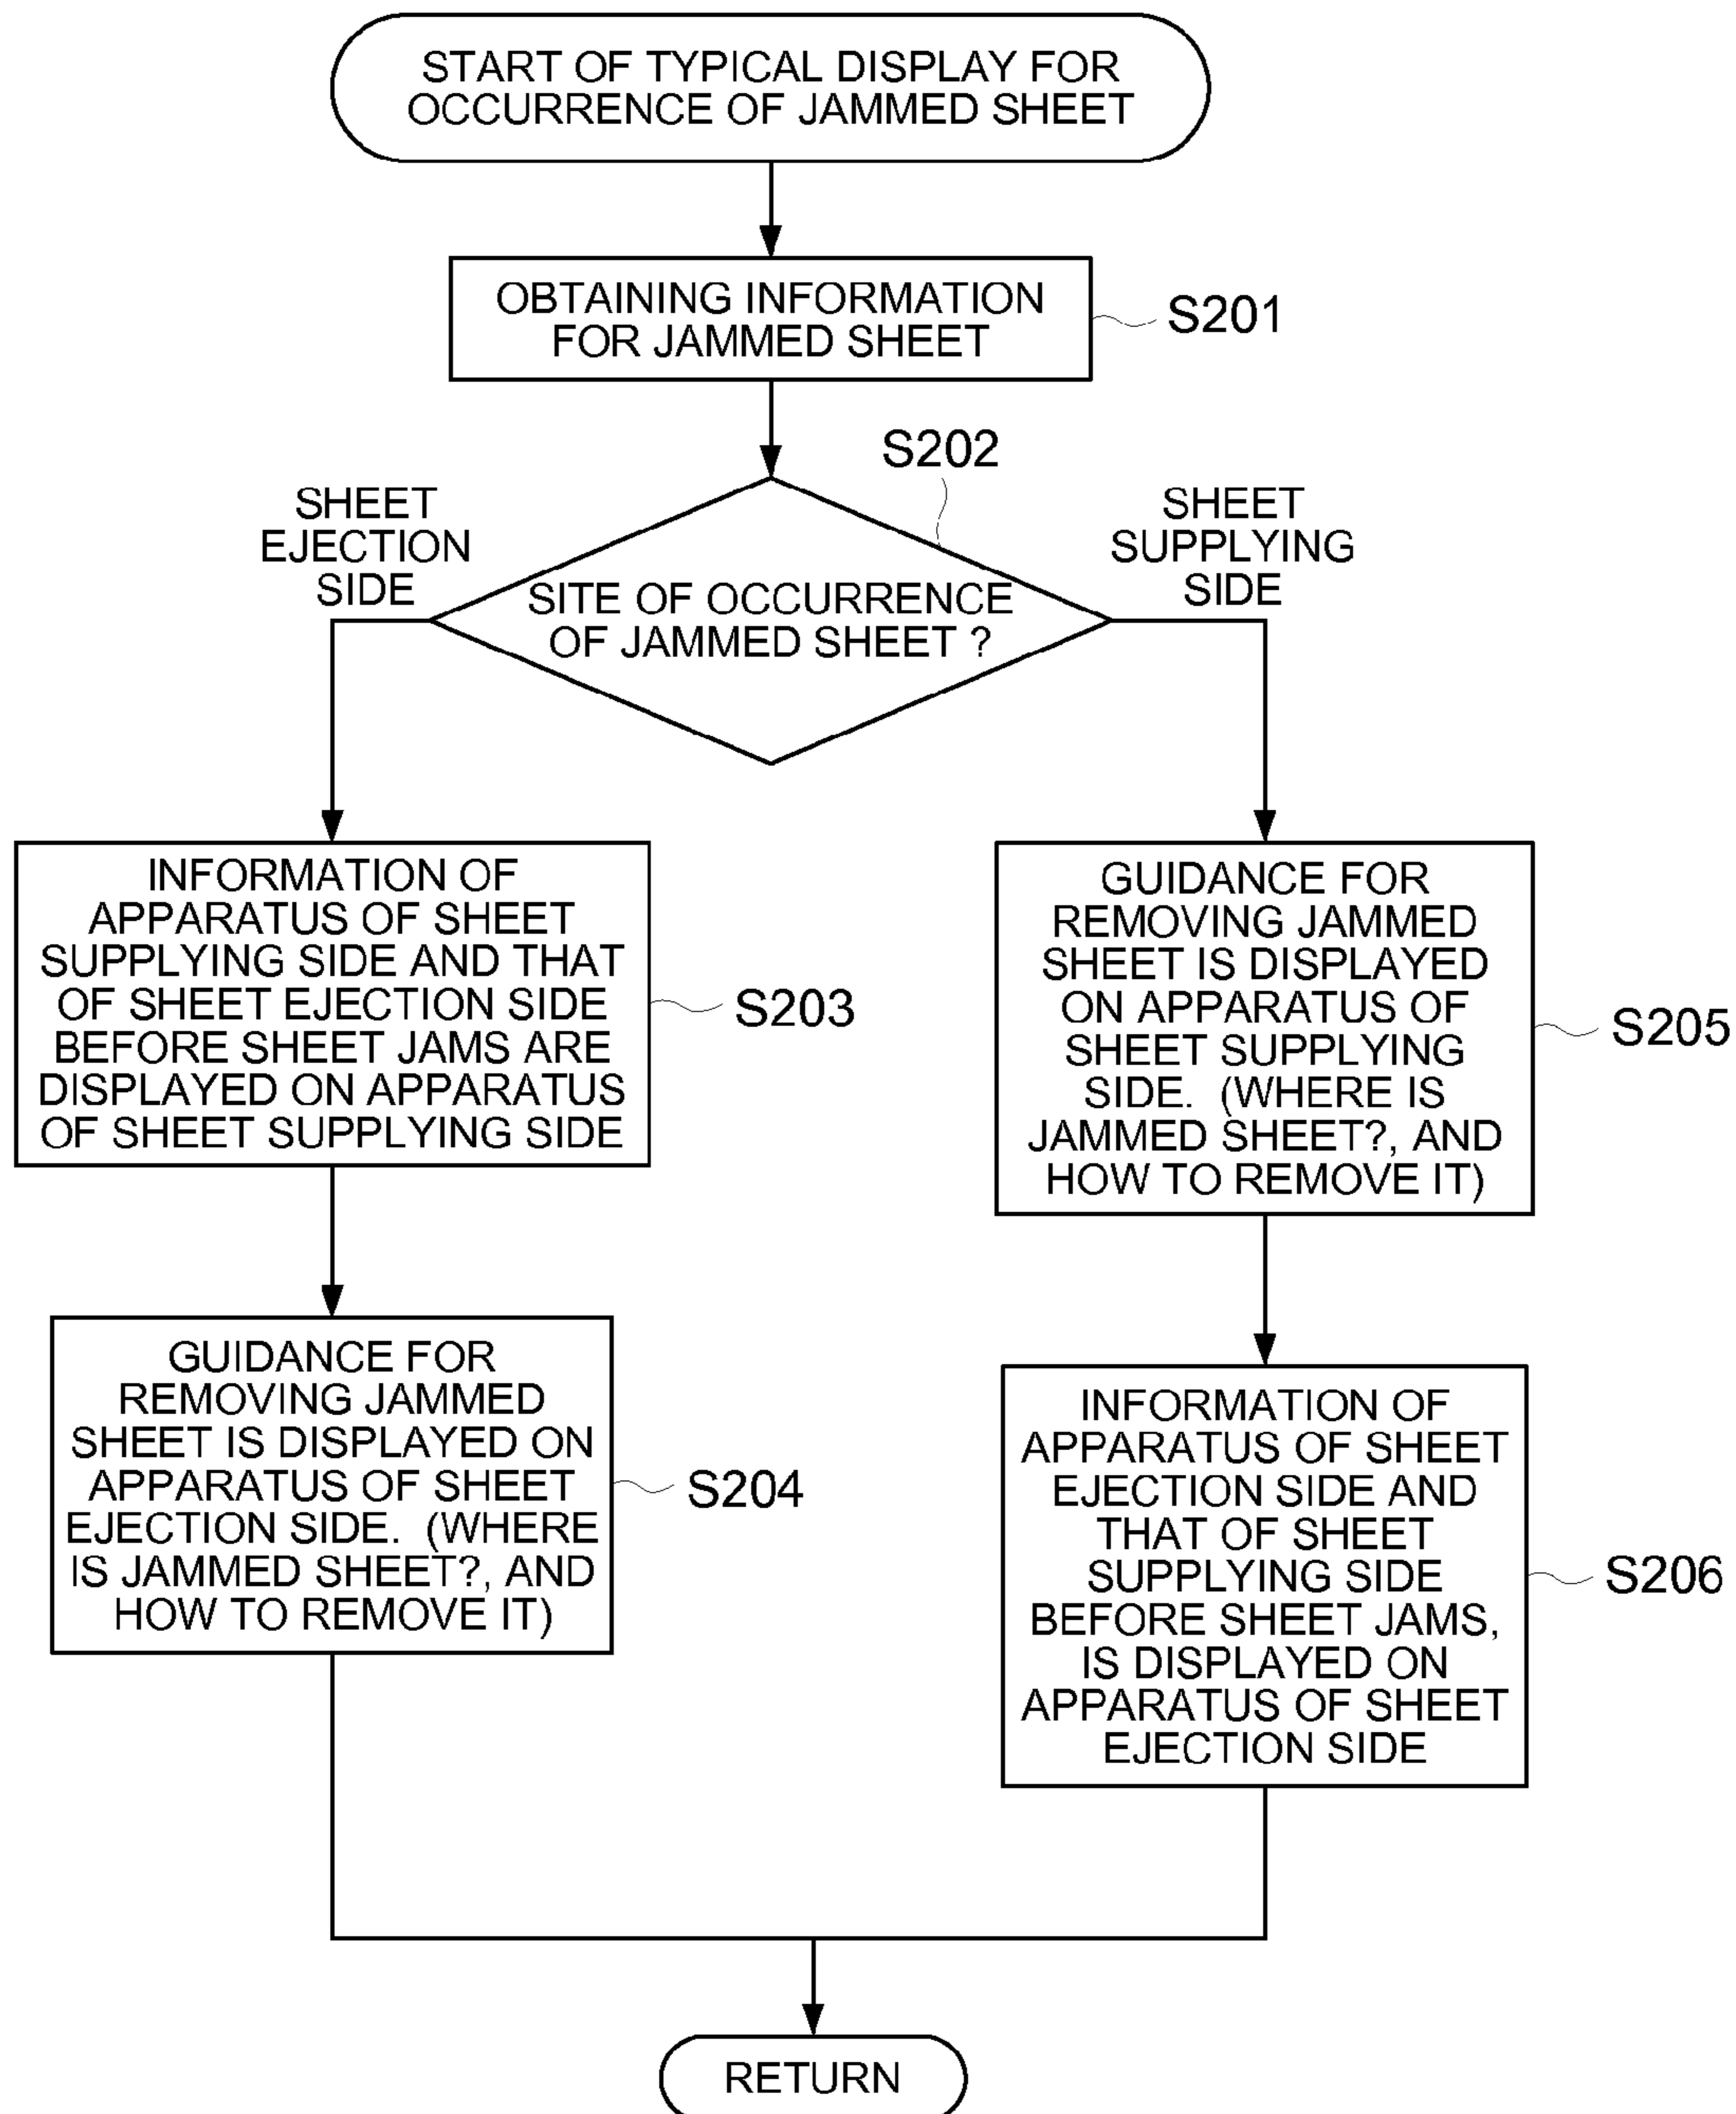 START OF TYPICAL DISPLAY FOR
OCCURRENCE OF JAMMED SHEET
OBTAINING INFORMATION
FOR JAMMED SHEET
S201
S202
SHEET
EJECTION
SIDE
SHEET
SUPPLYING
SIDE
SITE OF OCCURRENCE
OF JAMMED SHEET ?
INFORMATION OF
APPARATUS OF SHEET
SUPPLYING SIDE AND THAT
OF SHEET EJECTION SIDE
BEFORE SHEET JAMS ARE
DISPLAYED ON APPARATUS
OF SHEET SUPPLYING SIDE
S203
GUIDANCE FOR
REMOVING JAMMED
SHEET IS DISPLAYED
ON APPARATUS OF
SHEET SUPPLYING
SIDE. (WHERE IS
JAMMED SHEET?, AND
HOW TO REMOVE IT)
S205
GUIDANCE FOR
REMOVING JAMMED
SHEET IS DISPLAYED ON
APPARATUS OF SHEET
EJECTION SIDE. (WHERE
IS JAMMED SHEET?, AND
HOW TO REMOVE IT)
S204
INFORMATION OF
APPARATUS OF SHEET
EJECTION SIDE AND
THAT OF SHEET
SUPPLYING SIDE
BEFORE SHEET JAMS,
IS DISPLAYED ON
APPARATUS OF SHEET
EJECTION SIDE
S206
RETURN